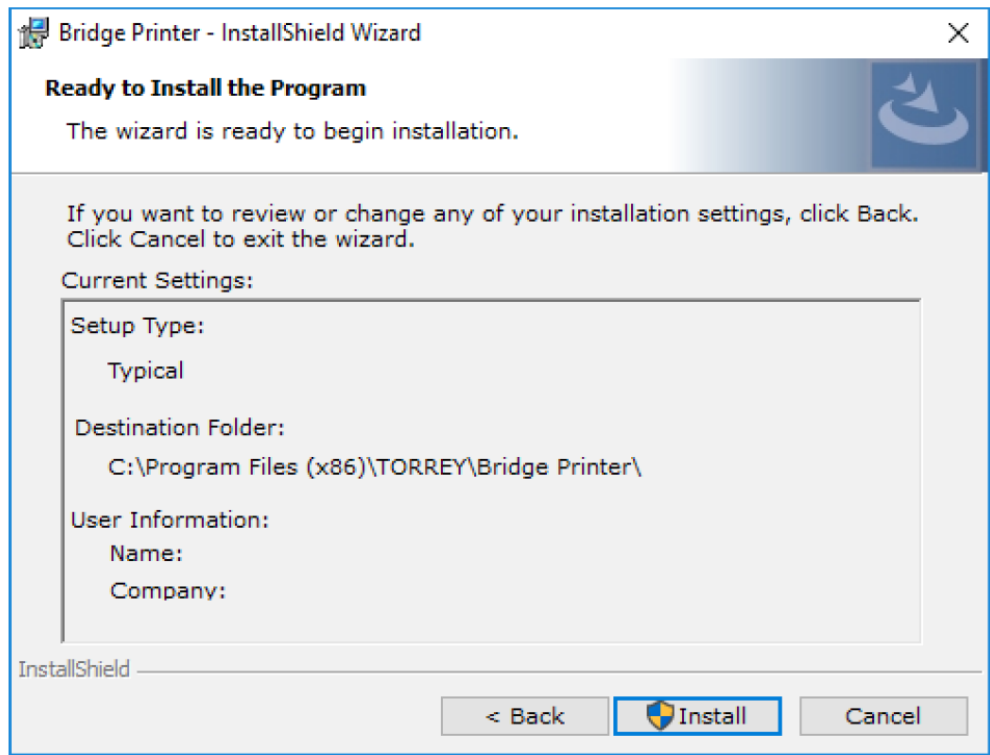 Bridge Printer - InstallShield Wizard
Ready to Install the Program
The wizard is ready to begin installation.
If you want to review or change any of your installation settings, click Back.
Click Cancel to exit the wizard.
Current Settings:
Setup Type:
Typical
Destination Folder:
C:\Program Files (x86)\TORREY\Bridge Printer\
User Information:
Name:
Company:
InstallShield
< Back
Install
Cancel